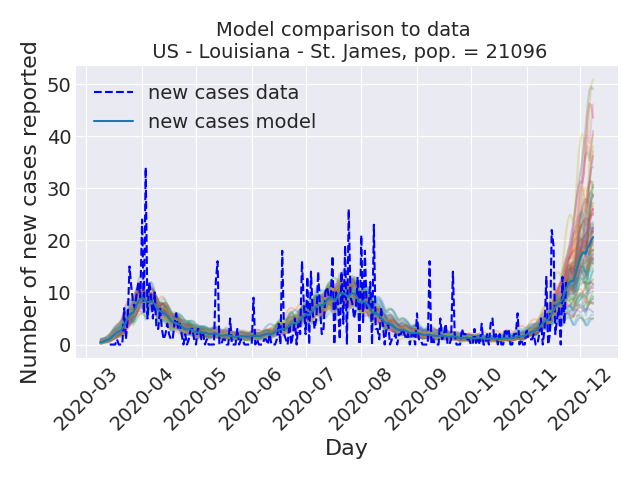 Model comparison to data
US - Louisiana - St. James, pop. = 21096
Number of new cases reported
50
40
30
20
10
0
new cases data
new cases model
2020-03
2020-04
2020-05
2020-06
2020-07
2020-08
2020-09
2020-10
2020-11
2020-12
Day